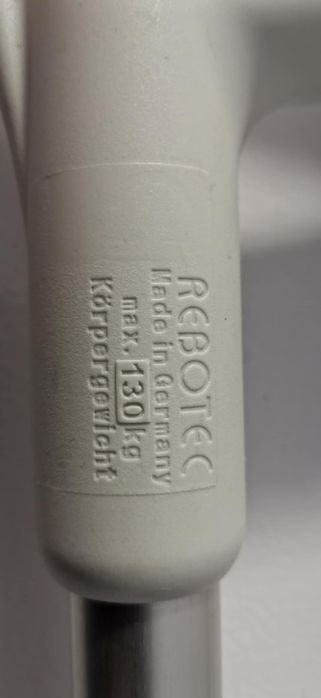 REBOTEC
Made in Germany
max. 130 kg
Körpergewicht